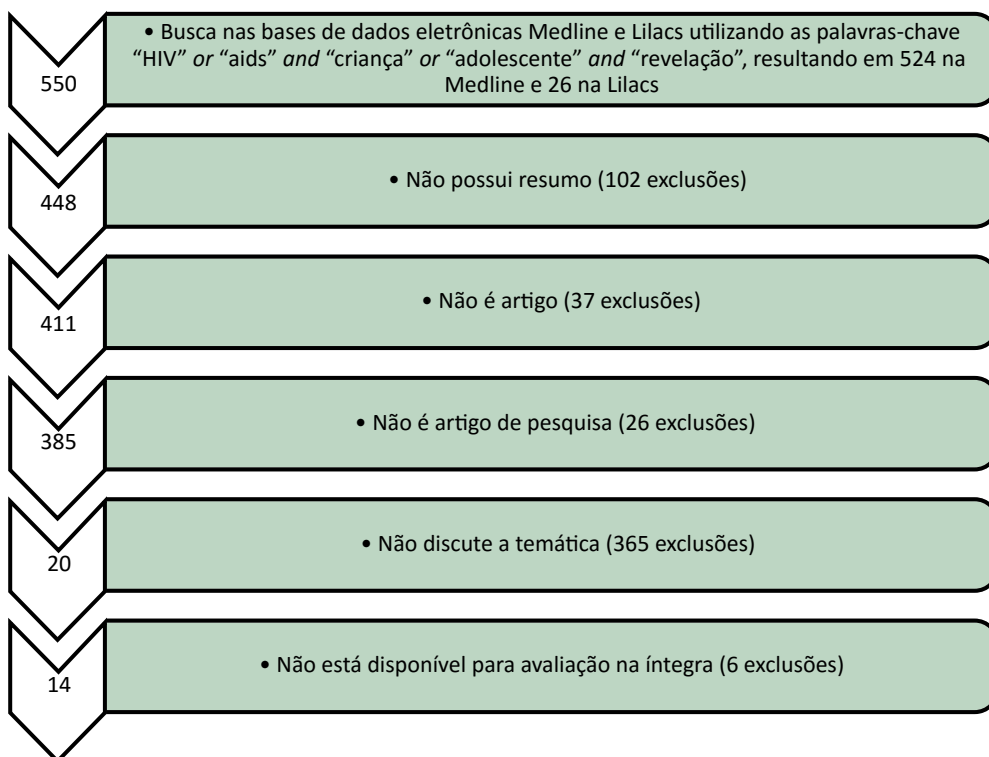 • Busca nas bases de dados eletrônicas Medline e Lilacs utilizando as palavras-chave
“HIV” or “aids” and “criança” or “adolescente” and “revelação”, resultando em 524 na
Medline e 26 na Lilacs
550
• Não possui resumo (102 exclusões)
448
• Não é artigo (37 exclusões)
411
• Não é artigo de pesquisa (26 exclusões)
385
• Não discute a temática (365 exclusões)
20
• Não está disponível para avaliação na íntegra (6 exclusões)
14